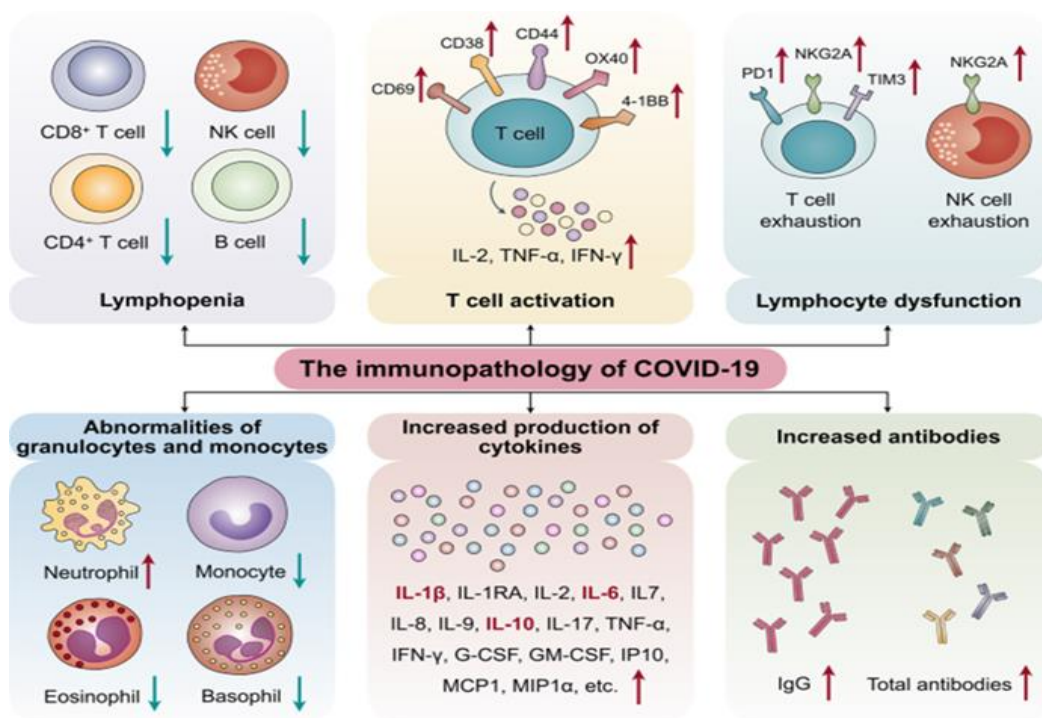 CD8⁺ T cell
NK cell
CD4⁺ T cell
B cell
Lymphopenia
CD69
CD38
CD44
OX40
4-1BB
T cell
IL-2, TNF-α, IFN-γ
T cell activation
PD1
NKG2A
TIM3
NKG2A
T cell
exhaustion
NK cell
exhaustion
Lymphocyte dysfunction
The immunopathology of COVID-19
Abnormalities of
granulocytes and monocytes
Neutrophil
Monocyte
Eosinophil
Basophil
Increased production of
cytokines
IL-1β, IL-1RA, IL-2, IL-6, IL7,
IL-8, IL-9, IL-10, IL-17, TNF-α,
IFN-γ, G-CSF, GM-CSF, IP10,
MCP1, MIP1α, etc.
Increased antibodies
IgG
Total antibodies